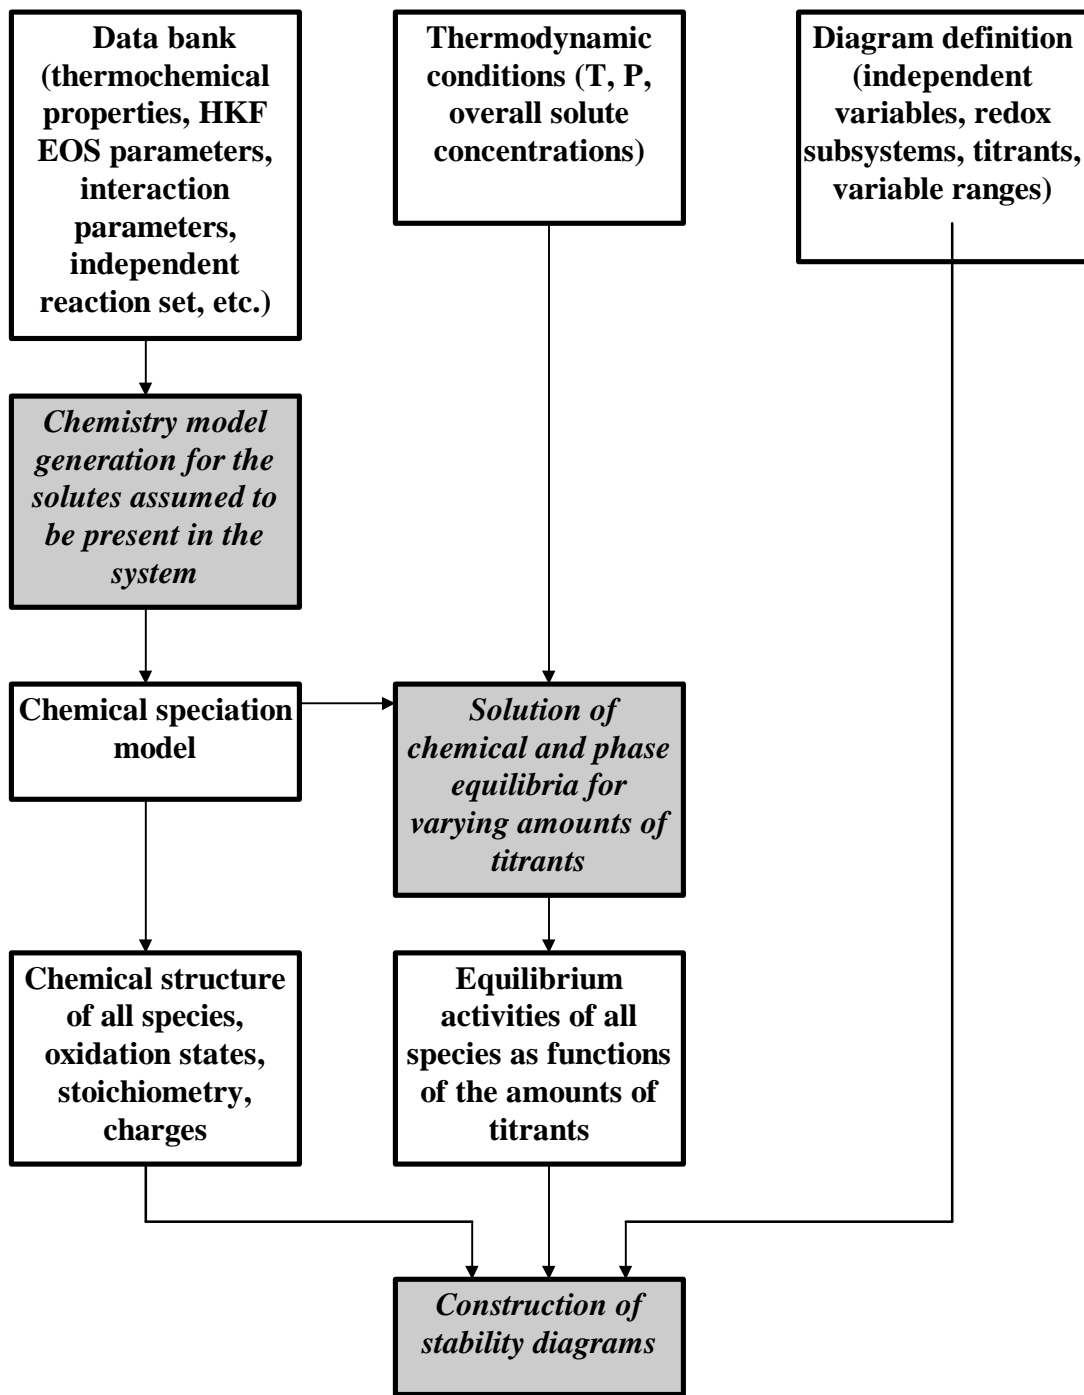 Data bank
(thermochemical
properties, HKF
EOS parameters,
interaction
parameters,
independent
reaction set, etc.)
Thermodynamic
conditions (T, P,
overall solute
concentrations)
Diagram definition
(independent
variables, redox
subsystems, titrants,
variable ranges)
Chemistry model
generation for the
solutes assumed to
be present in the
system
Chemical speciation
model
Solution of
chemical and phase
equilibria for
varying amounts of
titrants
Chemical structure
of all species,
oxidation states,
stoichiometry,
charges
Equilibrium
activities of all
species as functions
of the amounts of
titrants
Construction of
stability diagrams